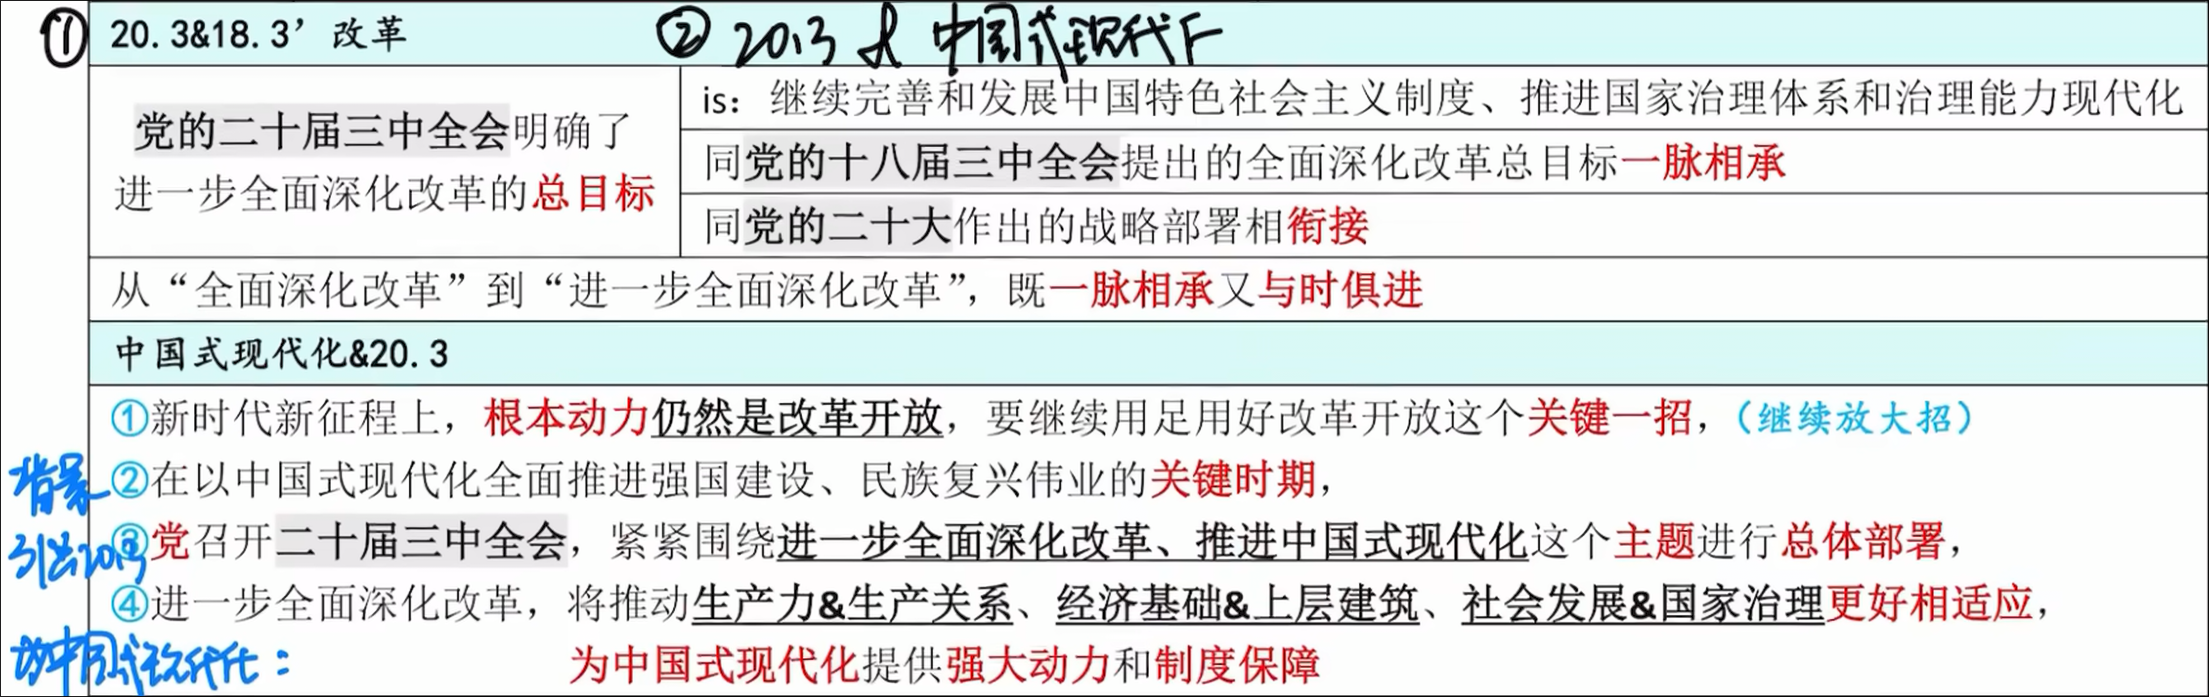 ① 20.3&18.3’改革 ② 20.3 & 中国式现代化
党的二十届三中全会明确了
进一步全面深化改革的总目标
is：继续完善和发展中国特色社会主义制度、推进国家治理体系和治理能力现代化
同党的十八届三中全会提出的全面深化改革总目标一脉相承
同党的二十大作出的战略部署相衔接
从“全面深化改革”到“进一步全面深化改革”，既一脉相承又与时俱进
中国式现代化&20.3
①新时代新征程上，根本动力仍然是改革开放，要继续用足用好改革开放这个关键一招，（继续放大招）
背景 ②在以中国式现代化全面推进强国建设、民族复兴伟业的关键时期，
引出20.3 ③党召开二十届三中全会，紧紧围绕进一步全面深化改革、推进中国式现代化这个主题进行总体部署，
④进一步全面深化改革，将推动生产力&生产关系、经济基础&上层建筑、社会发展&国家治理更好相适应，
中国式现代化： 为中国式现代化提供强大动力和制度保障